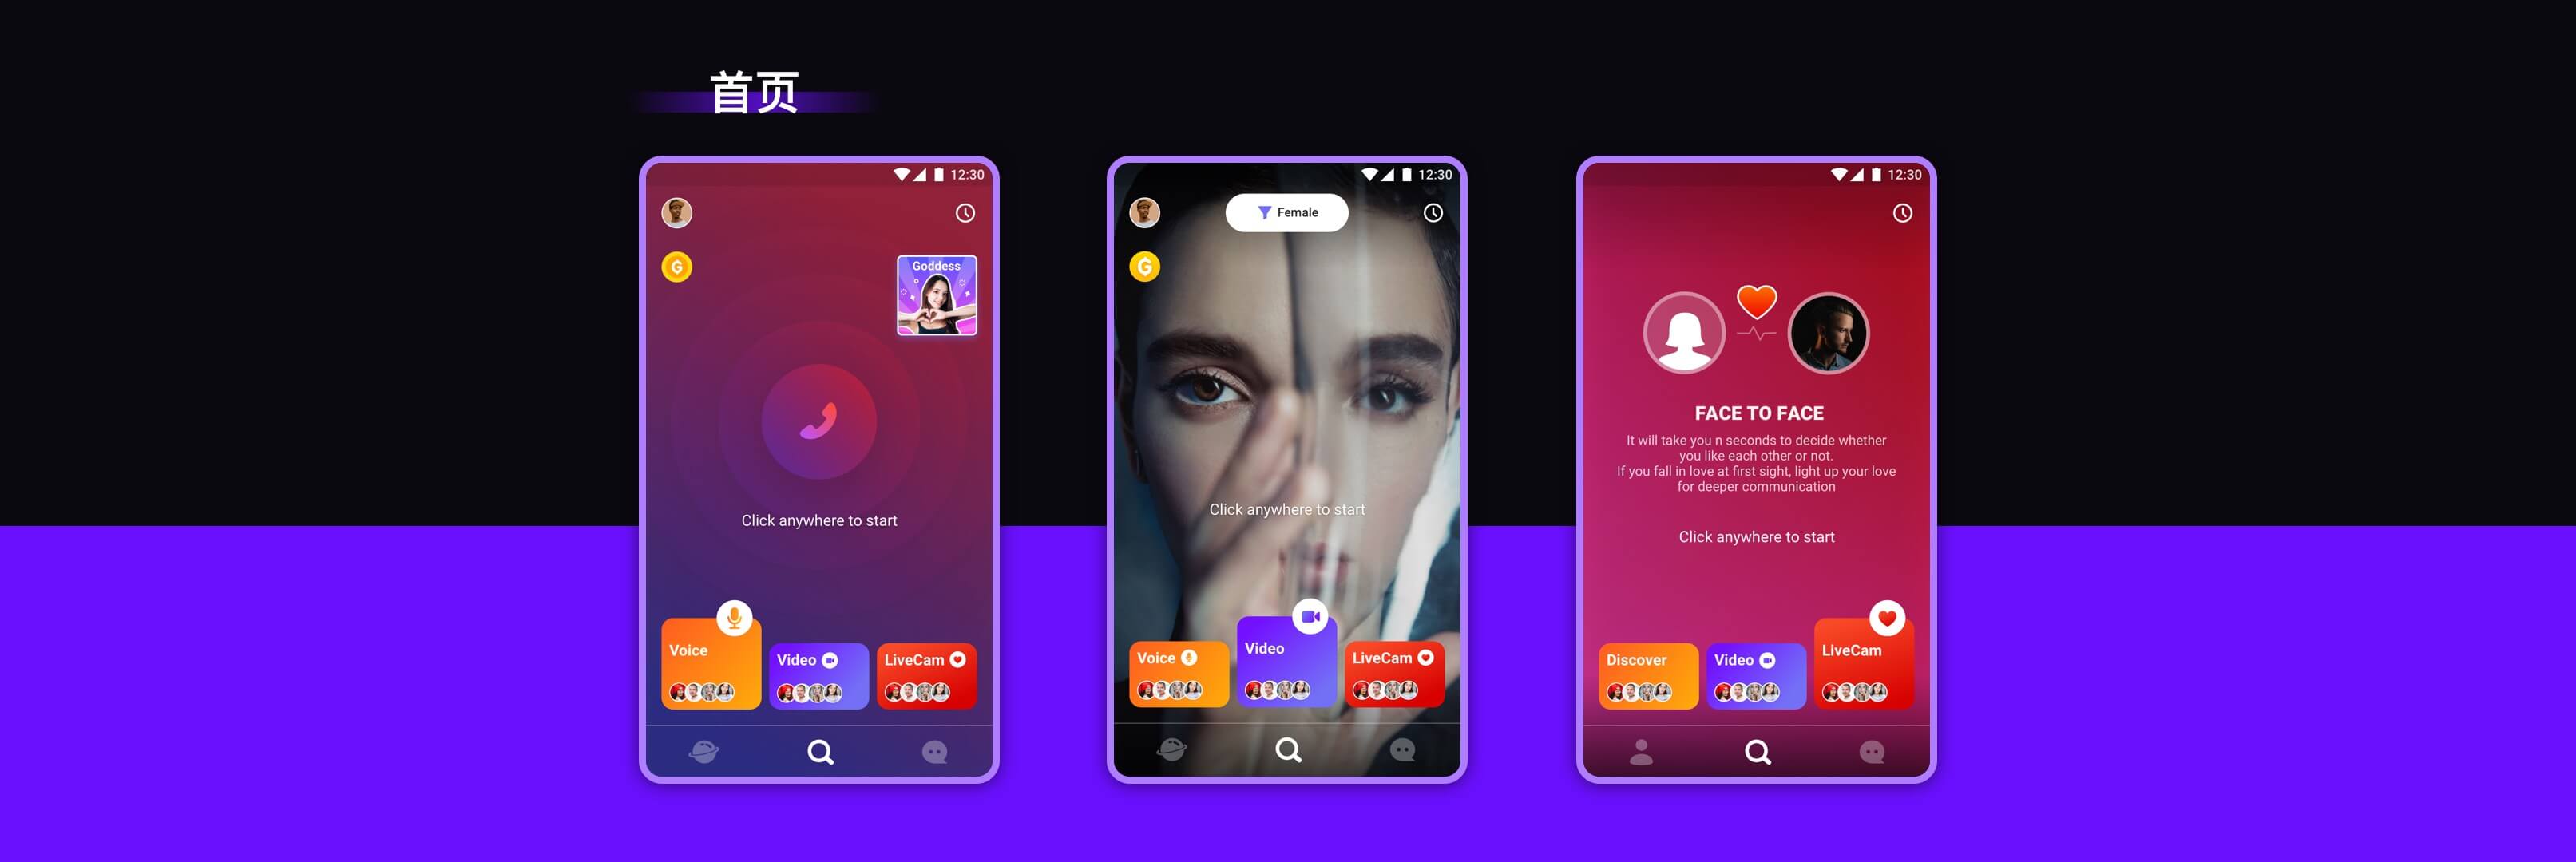 首页
12:30
Goddess
Click anywhere to start
Voice
Video
LiveCam
12:30
Female
Click anywhere to start
Voice
Video
LiveCam
12:30
FACE TO FACE
It will take you n seconds to decide whether
you like each other or not.
If you fall in love at first sight, light up your love
for deeper communication
Click anywhere to start
Discover
Video
LiveCam